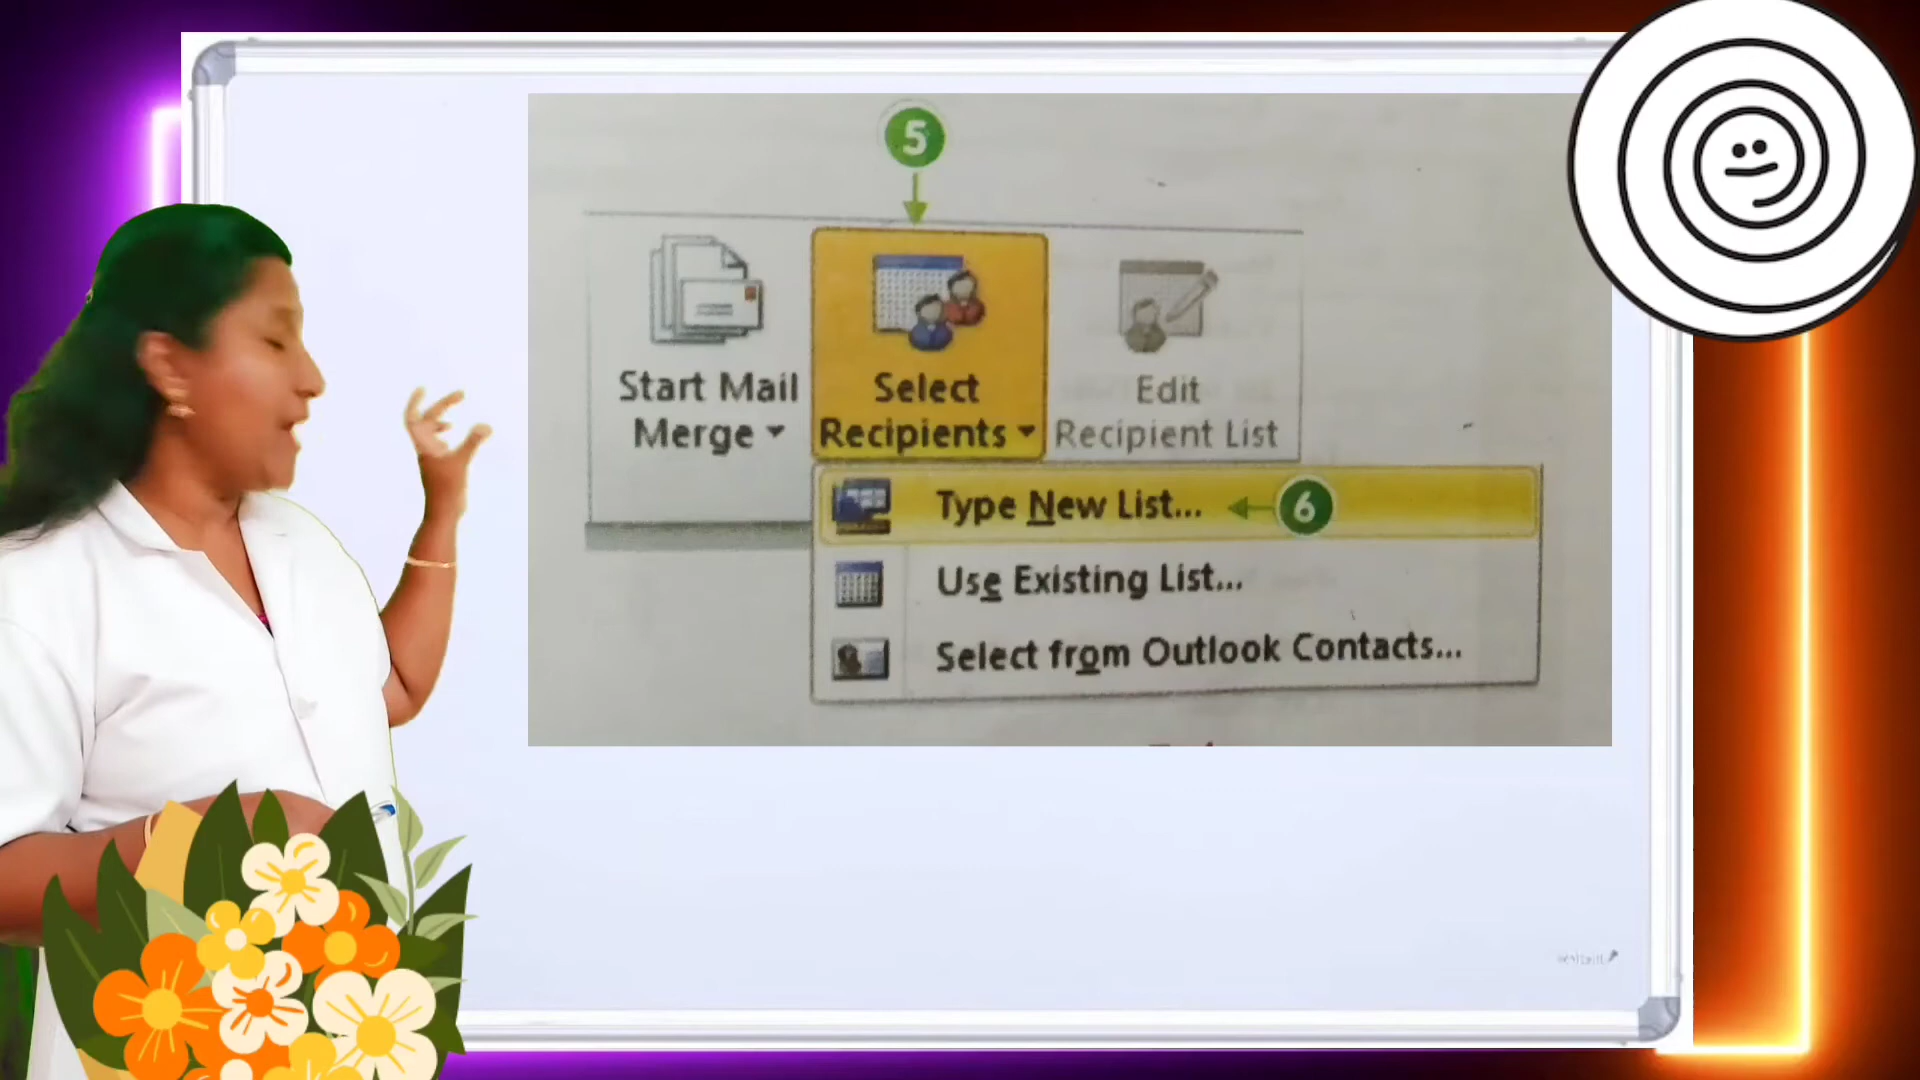 5
Start Mail
Merge
Select
Recipients
Edit
Recipient List
Type New List...
6
Use Existing List...
Select from Outlook Contacts...